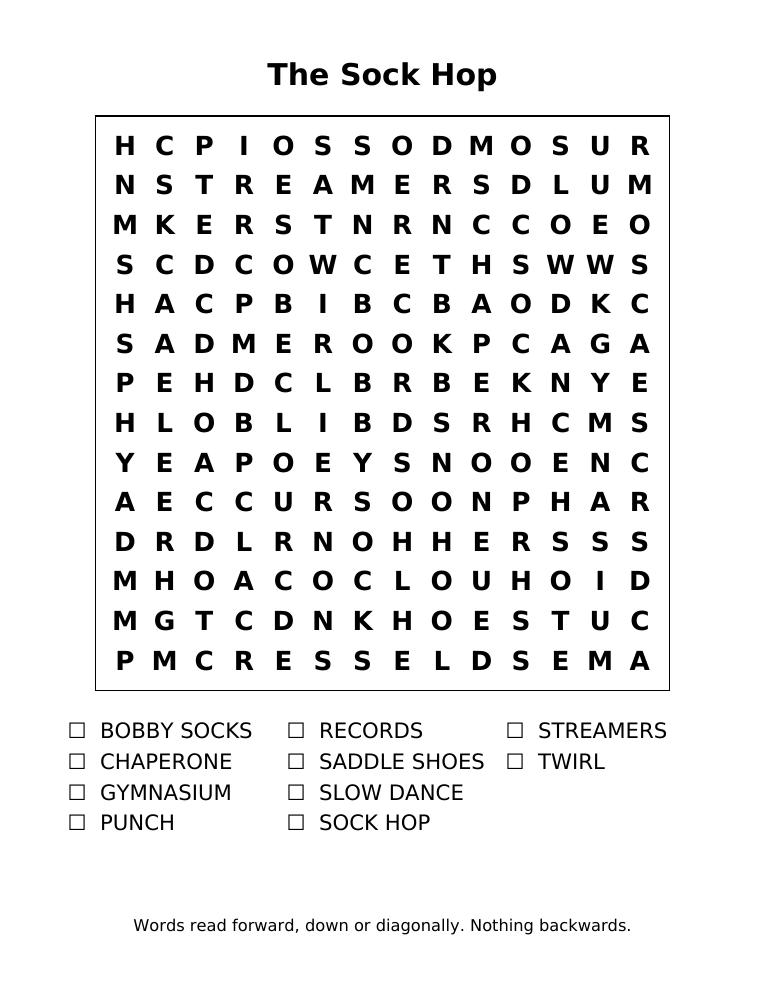 The Sock Hop
H C P I O S S O D M O S U R
N S T R E A M E R S D L U M
M K E R S T N R N C C O E O
S C D C O W C E T H S W W S
H A C P B I B C B A O D K C
S A D M E R O O K P C A G A
P E H D C L B R B E K N Y E
H L O B L I B D S R H C M S
Y E A P O E Y S N O O E N C
A E C C U R S O O N P H A R
D R D L R N O H H E R S S S
M H O A C O C L O U H O I D
M G T C D N K H O E S T U C
P M C R E S S E L D S E M A
☐ BOBBY SOCKS ☐ RECORDS ☐ STREAMERS
☐ CHAPERONE ☐ SADDLE SHOES ☐ TWIRL
☐ GYMNASIUM ☐ SLOW DANCE
☐ PUNCH ☐ SOCK HOP
Words read forward, down or diagonally. Nothing backwards.